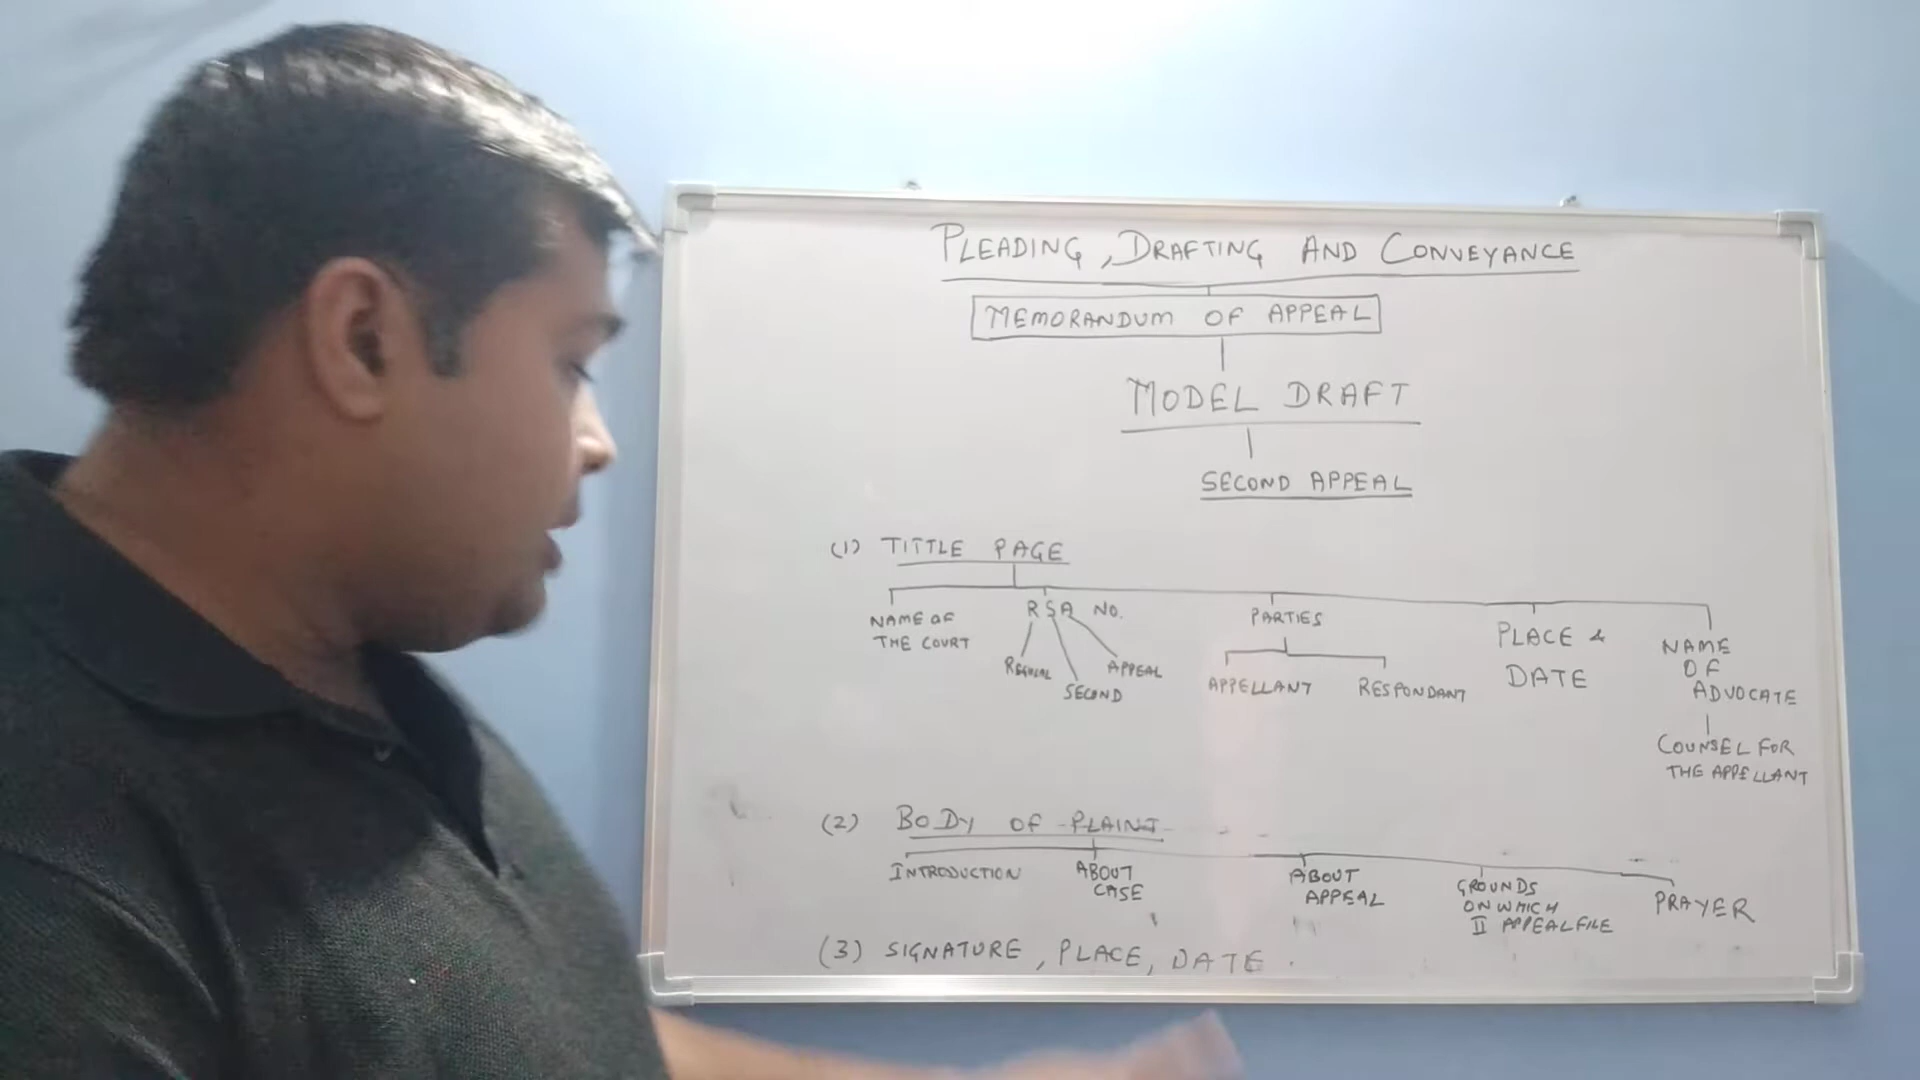 PLEADING, DRAFTING AND CONVEYANCE
MEMORANDUM OF APPEAL
MODEL DRAFT
SECOND APPEAL
(1) TITTLE PAGE
NAME OF
THE COURT
RSA NO.
REGULAL
SECOND
APPEAL
PARTIES
APPELLANT
RESPONDANT
PLACE &
DATE
NAME
OF
ADVOCATE
COUNSEL FOR
THE APPELLANT
(2) BODY OF PLAINT
INTRODUCTION
ABOUT
CASE
ABOUT
APPEAL
GROUNDS
ON WHICH
II APPEAL FILE
PRAYER
(3) SIGNATURE, PLACE, DATE.